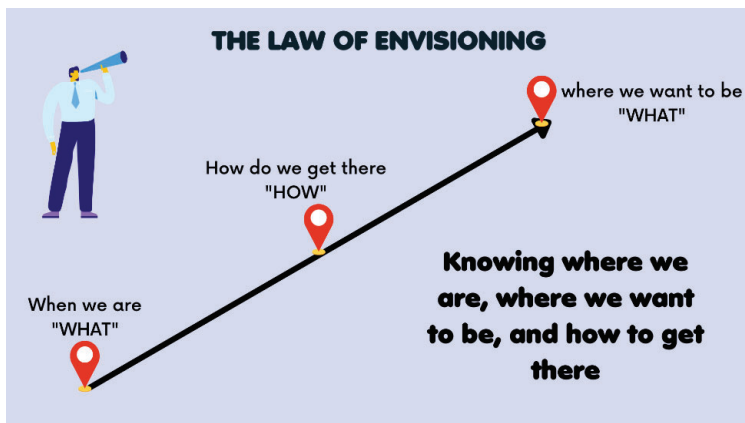 THE LAW OF ENVISIONING
where we want to be
"WHAT"
How do we get there
"HOW"
When we are
"WHAT"
Knowing where we
are, where we want
to be, and how to get
there